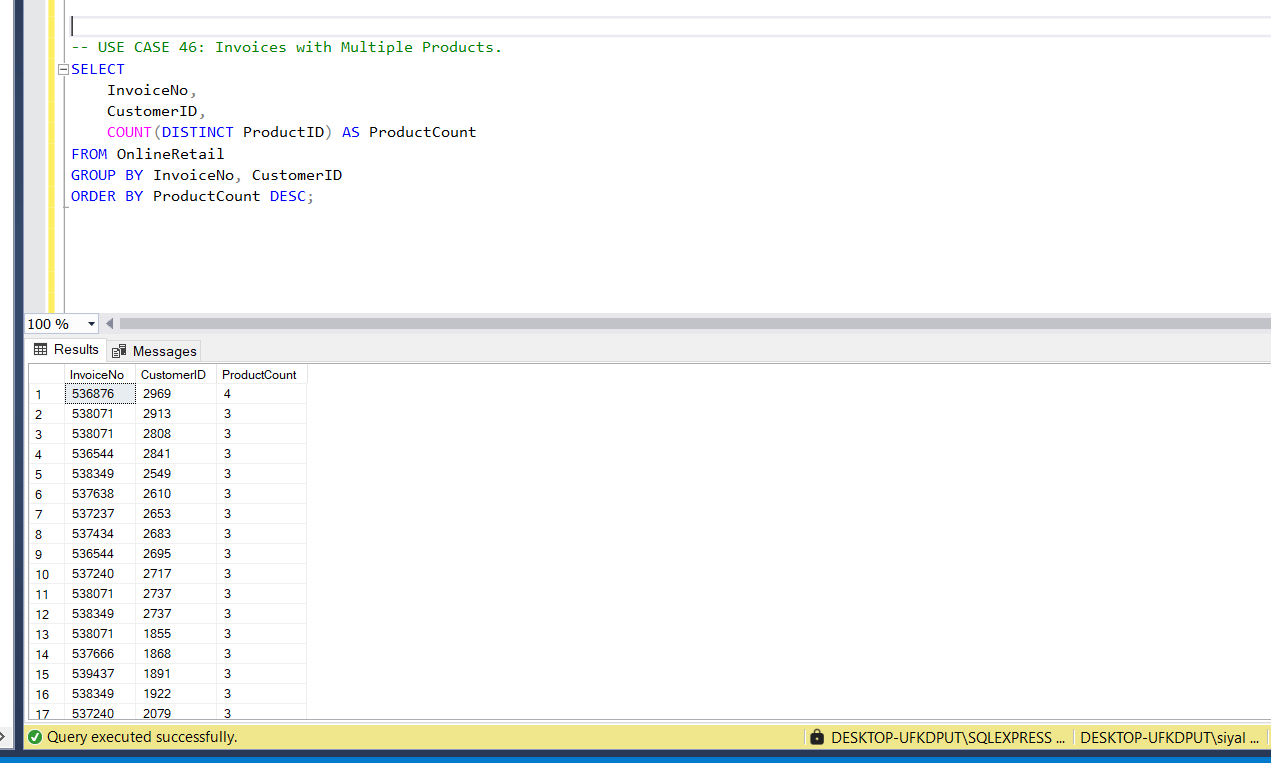 -- USE CASE 46: Invoices with Multiple Products.
SELECT
InvoiceNo,
CustomerID,
COUNT(DISTINCT ProductID) AS ProductCount
FROM OnlineRetail
GROUP BY InvoiceNo, CustomerID
ORDER BY ProductCount DESC;
100 %
Results Messages
InvoiceNo CustomerID ProductCount
1 536876 2969 4
2 538071 2913 3
3 538071 2808 3
4 536544 2841 3
5 538349 2549 3
6 537638 2610 3
7 537237 2653 3
8 537434 2683 3
9 536544 2695 3
10 537240 2717 3
11 538071 2737 3
12 538349 2737 3
13 538071 1855 3
14 537666 1868 3
15 539437 1891 3
16 538349 1922 3
17 537240 2079 3
Query executed successfully. DESKTOP-UFKDPUT\SQLEXPRESS ... DESKTOP-UFKDPUT\siyal ...